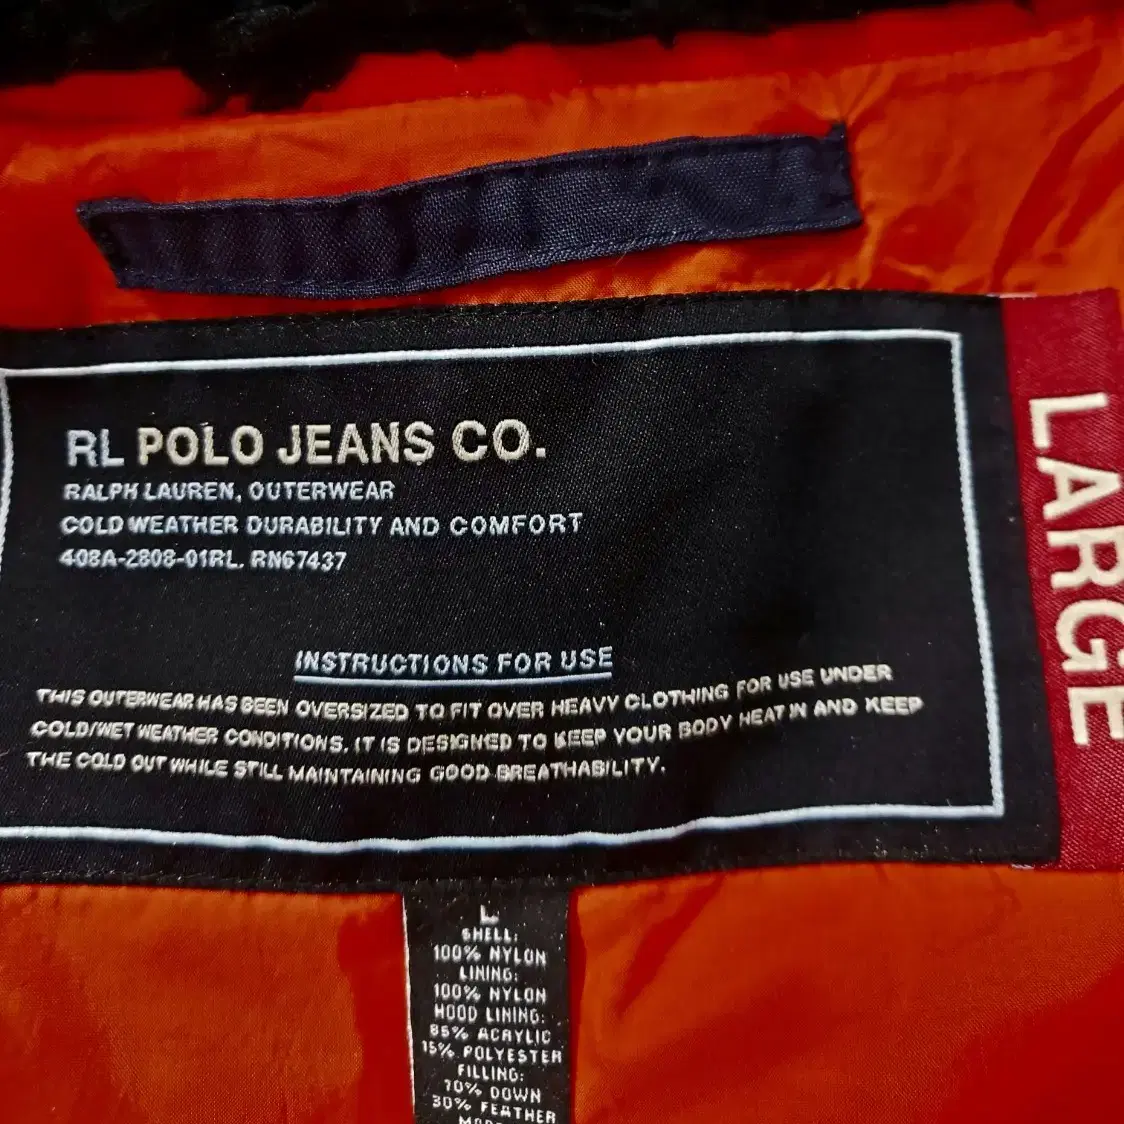 RL POLO JEANS CO.
RALPH LAUREN, OUTERWEAR
COLD WEATHER DURABILITY AND COMFORT
408A-2808-01RL. RN67437
INSTRUCTIONS FOR USE
THIS OUTERWEAR HAS BEEN OVERSIZED TO FIT OVER HEAVY CLOTHING FOR USE UNDER
COLD/WET WEATHER CONDITIONS. IT IS DESIGNED TO KEEP YOUR BODY HEAT IN AND KEEP
THE COLD OUT WHILE STILL MAINTAINING GOOD BREATHABILITY.
LARGE
L
SHELL:
100% NYLON
LINING:
100% NYLON
HOOD LINING:
85% ACRYLIC
15% POLYESTER
FILLING:
70% DOWN
30% FEATHER